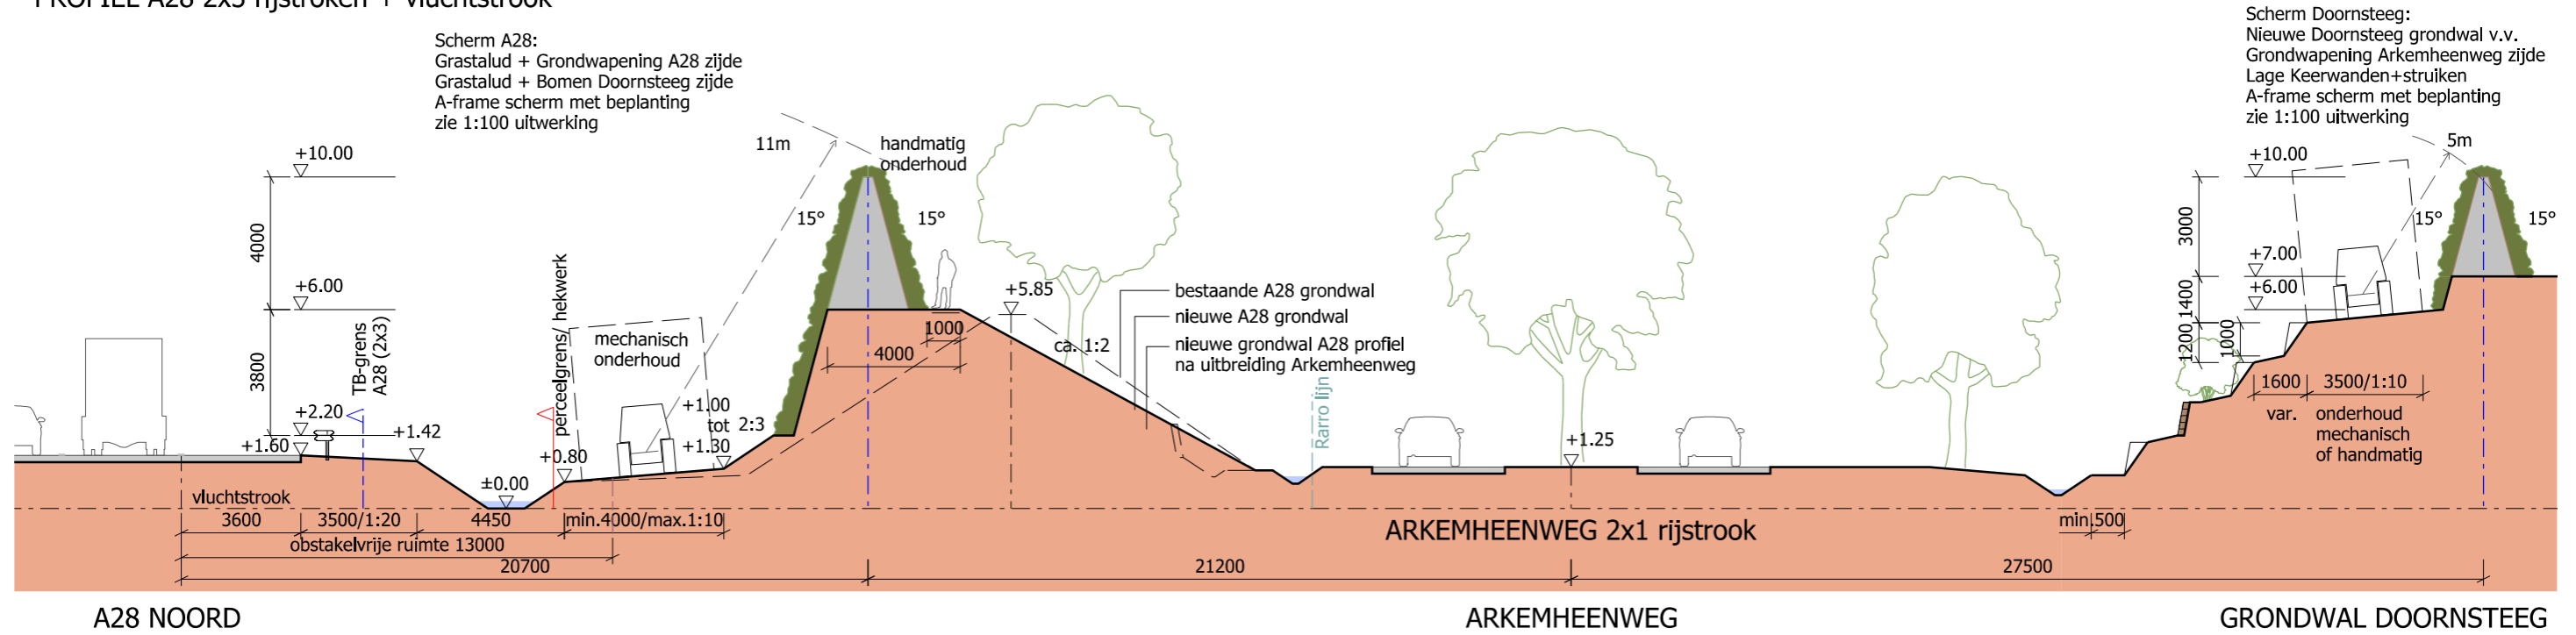 PROFIEL A28 2x3 rijstroken + vluchtstrook
Scherm A28:
Grastalud + Grondwapening A28 zijde
Grastalud + Bomen Doornsteeg zijde
A-frame scherm met beplanting
zie 1:100 uitwerking
Scherm Doornsteeg:
Nieuwe Doornsteeg grondwal v.v.
Grondwapening Arkemheenweg zijde
Lage Keerwanden+struiken
A-frame scherm met beplanting
zie 1:100 uitwerking
+10.00
4000
+6.00
3800
+2.20
+1.60
TB-grens
A28 (2x3)
+1.42
±0.00
perceelgrens/ hekwerk
+0.80
mechanisch
onderhoud
+1.00
tot
+1.30
2:3
11m
handmatig
onderhoud
15°
15°
1000
4000
+5.85
ca. 1:2
bestaande A28 grondwal
nieuwe A28 grondwal
nieuwe grondwal A28 profiel
na uitbreiding Arkemheenweg
Rarro lijn
+1.25
+10.00
5m
3000
15°
15°
+7.00
1400
+6.00
1200
1000
1600
3500/1:10
var.
onderhoud
mechanisch
of handmatig
min.500
vluchtstrook
3600
3500/1:20
4450
min.4000/max.1:10
obstakelvrije ruimte 13000
ARKEMHEENWEG 2x1 rijstrook
20700
21200
27500
A28 NOORD
ARKEMHEENWEG
GRONDWAL DOORNSTEEG